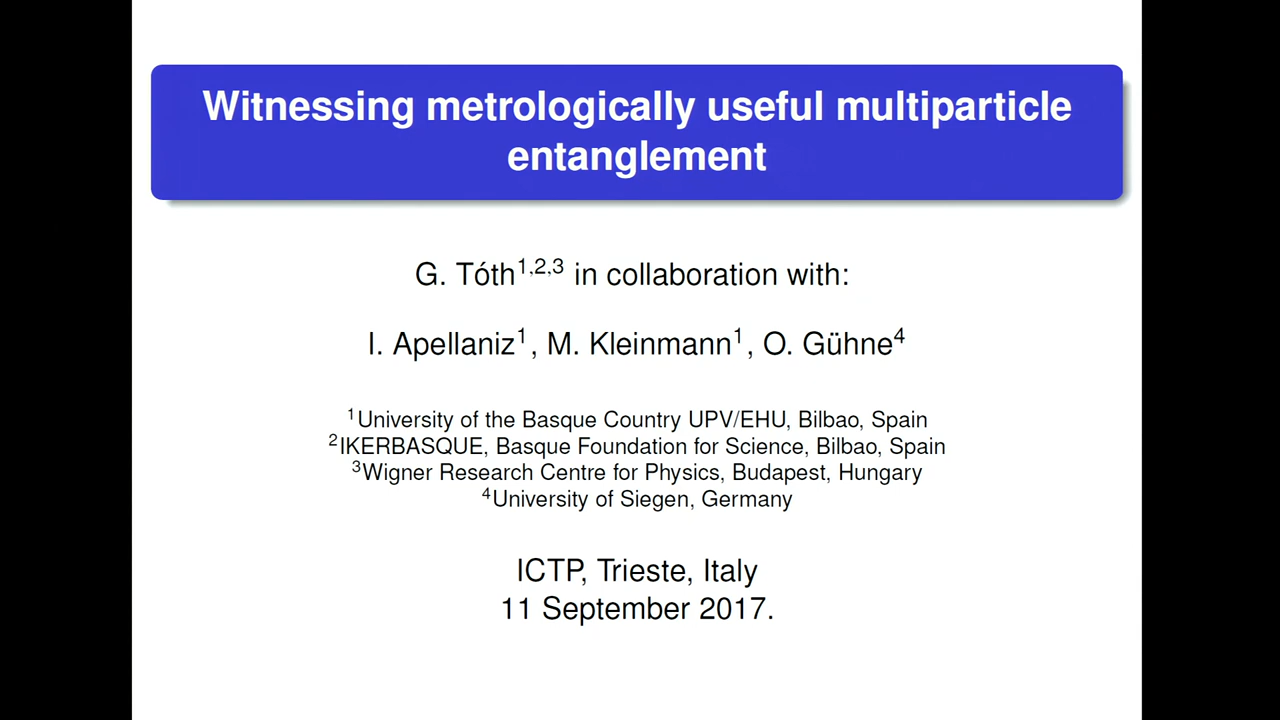 Witnessing metrologically useful multiparticle
entanglement
G. Tóth1,2,3 in collaboration with:
I. Apellaniz1, M. Kleinmann1, O. Gühne4
1University of the Basque Country UPV/EHU, Bilbao, Spain
2IKERBASQUE, Basque Foundation for Science, Bilbao, Spain
3Wigner Research Centre for Physics, Budapest, Hungary
4University of Siegen, Germany
ICTP, Trieste, Italy
11 September 2017.